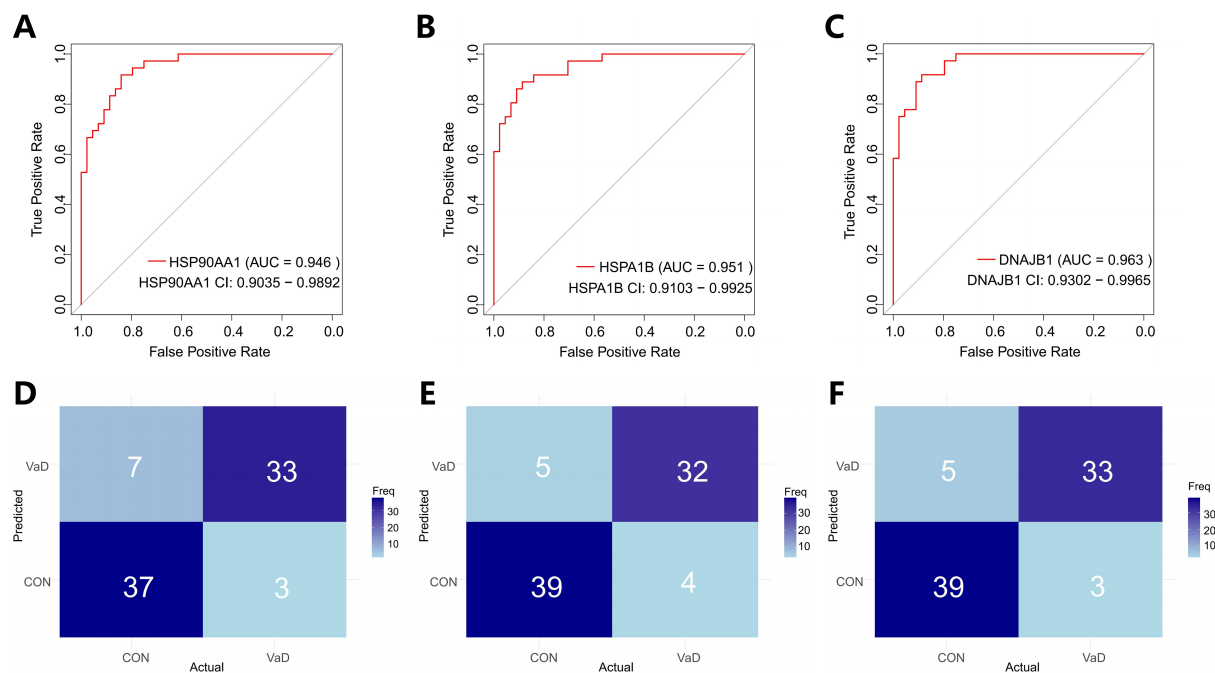 A
B
C
1.0
0.8
0.6
0.4
0.2
0.0
True Positive Rate
HSP90AA1 (AUC = 0.946 )
HSP90AA1 CI: 0.9035 − 0.9892
1.0 0.8 0.6 0.4 0.2 0.0
False Positive Rate
1.0
0.8
0.6
0.4
0.2
0.0
True Positive Rate
HSPA1B (AUC = 0.951 )
HSPA1B CI: 0.9103 − 0.9925
1.0 0.8 0.6 0.4 0.2 0.0
False Positive Rate
1.0
0.8
0.6
0.4
0.2
0.0
True Positive Rate
DNAJB1 (AUC = 0.963 )
DNAJB1 CI: 0.9302 − 0.9965
1.0 0.8 0.6 0.4 0.2 0.0
False Positive Rate
D
VaD
CON
Predicted
7 33
37 3
CON VaD
Actual
Freq
30
20
10
E
VaD
CON
Predicted
5 32
39 4
CON VaD
Actual
Freq
30
20
10
F
VaD
CON
Predicted
5 33
39 3
CON VaD
Actual
Freq
30
20
10